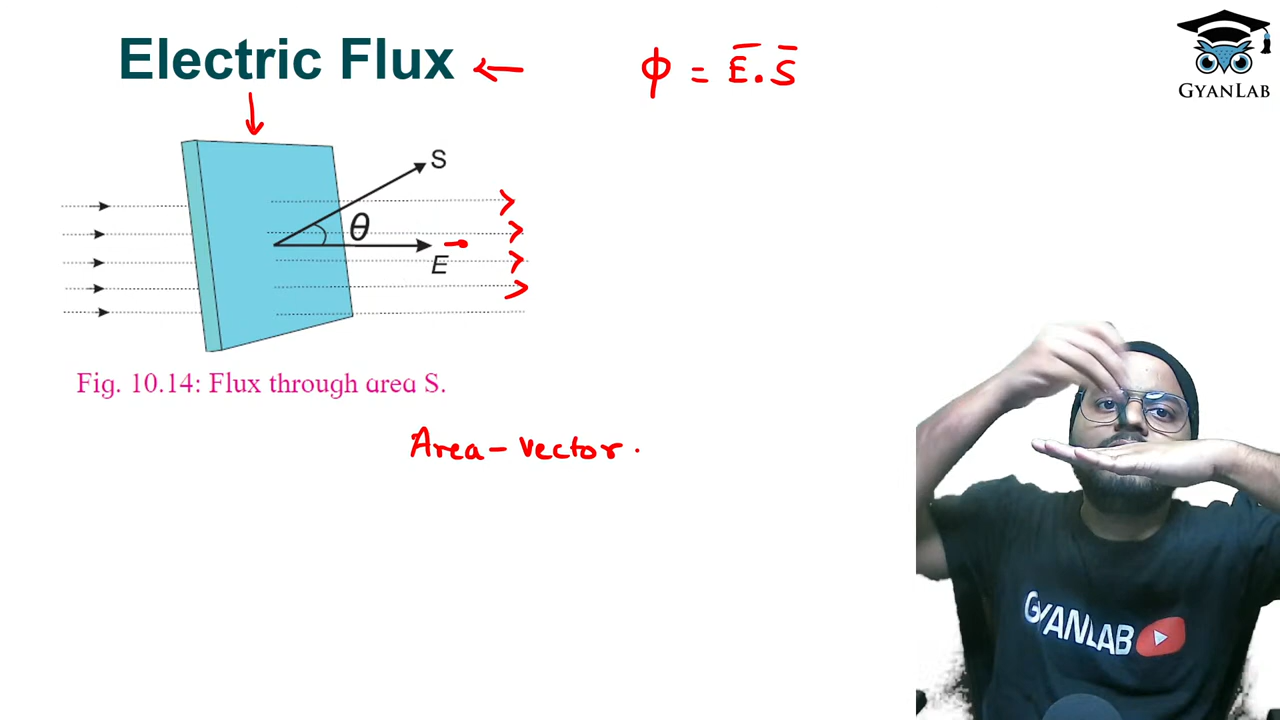 Electric Flux
ϕ = E̅.S̅
GYANLAB
S
θ
E
Fig. 10.14: Flux through area S.
Area-vector.
GYANLAB